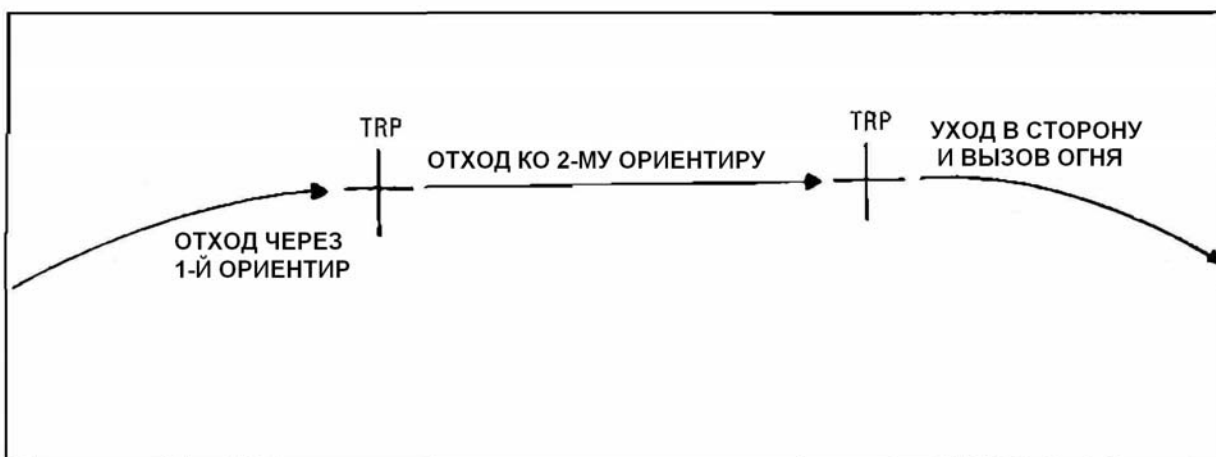 TRP
ОТХОД ЧЕРЕЗ
1-Й ОРИЕНТИР
ОТХОД КО 2-МУ ОРИЕНТИРУ
TRP
УХОД В СТОРОНУ
И ВЫЗОВ ОГНЯ